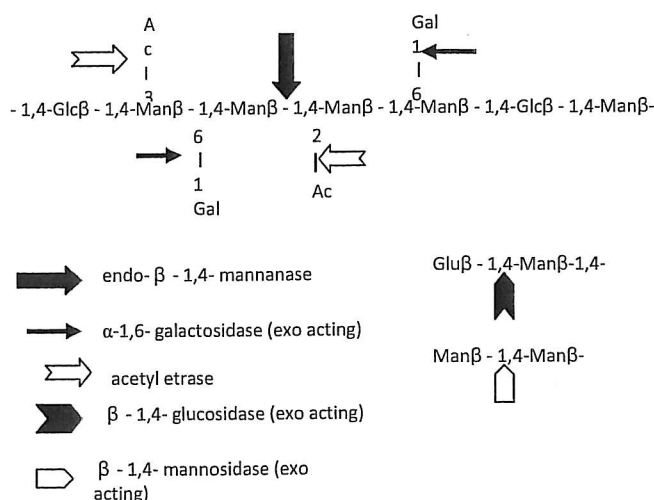 A
c
I
3
Gal
1
I
6
- 1,4-Glcβ - 1,4-Manβ - 1,4-Manβ - 1,4-Manβ - 1,4-Manβ - 1,4-Glcβ - 1,4-Manβ-
6
I
1
Gal
2
I
Ac
endo- β - 1,4- mannanase
α-1,6- galactosidase (exo acting)
acetyl etrase
β - 1,4- glucosidase (exo acting)
β - 1,4- mannosidase (exo
acting)
Gluβ - 1,4-Manβ-1,4-
Manβ - 1,4-Manβ-